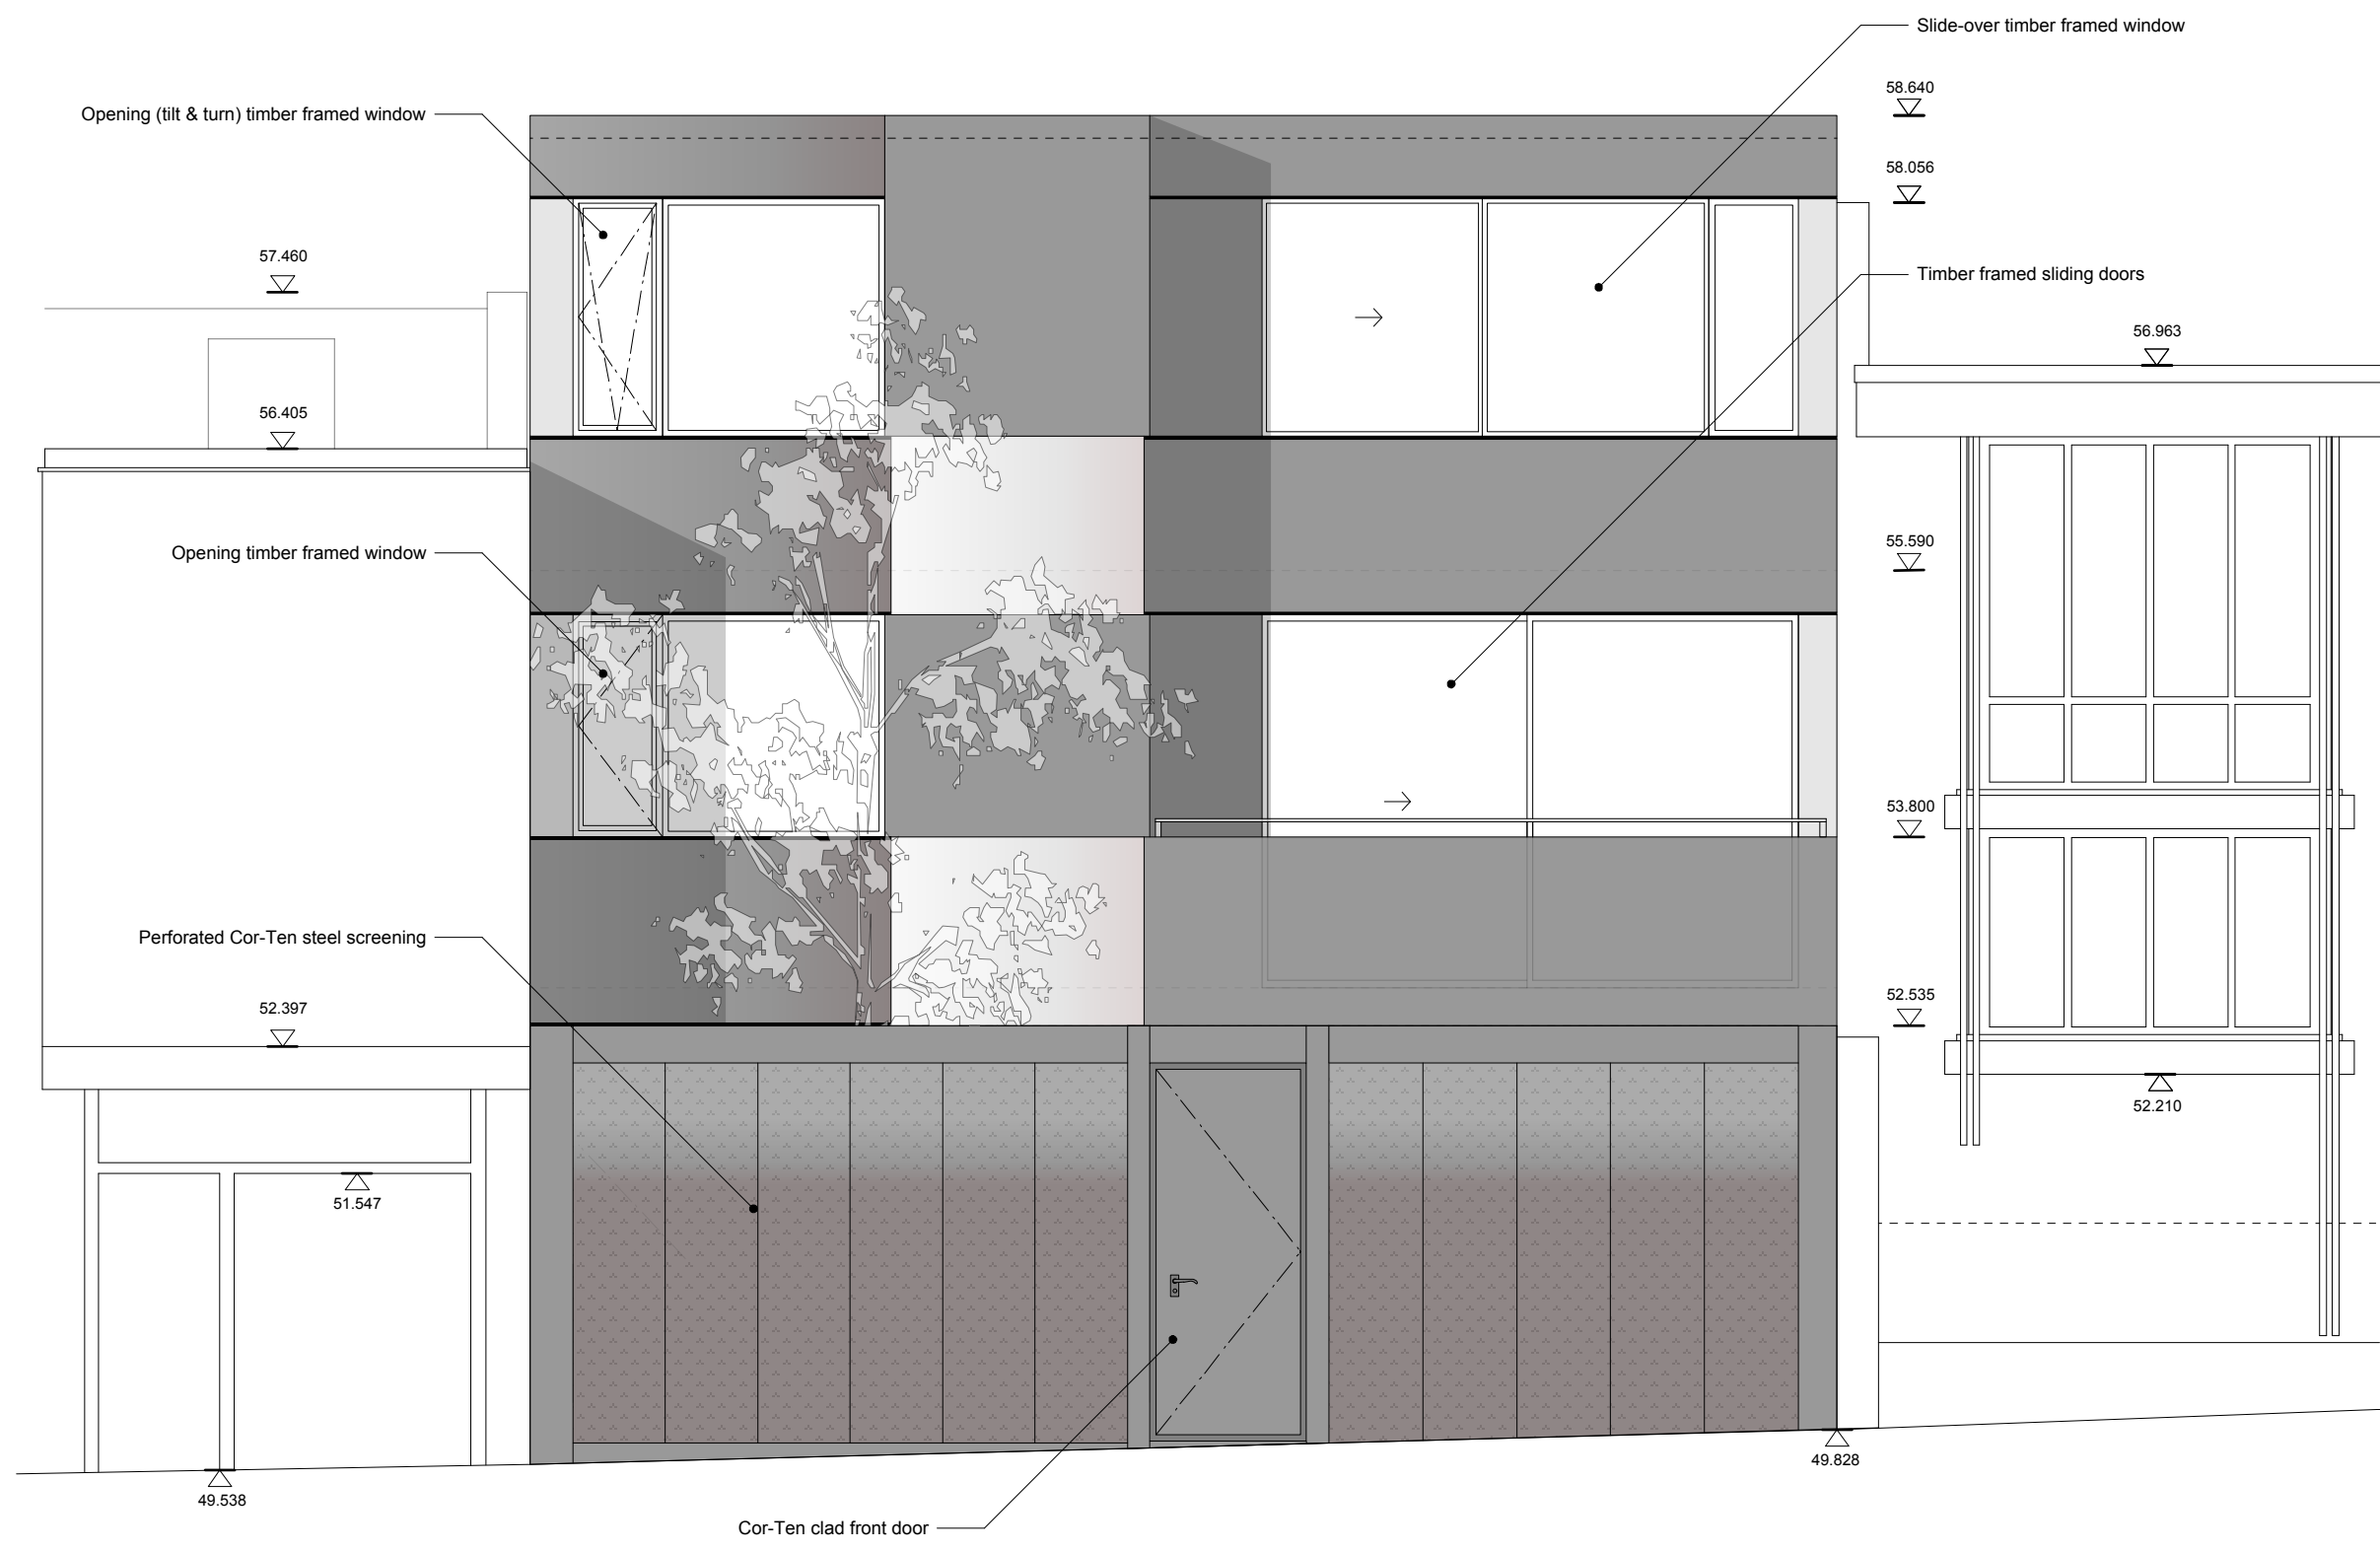 Slide-over timber framed window
58.640
Opening (tilt & turn) timber framed window
58.056
57.460
Timber framed sliding doors
56.963
56.405
55.590
Opening timber framed window
53.800
Perforated Cor-Ten steel screening
52.535
52.397
52.210
51.547
49.828
49.538
Cor-Ten clad front door